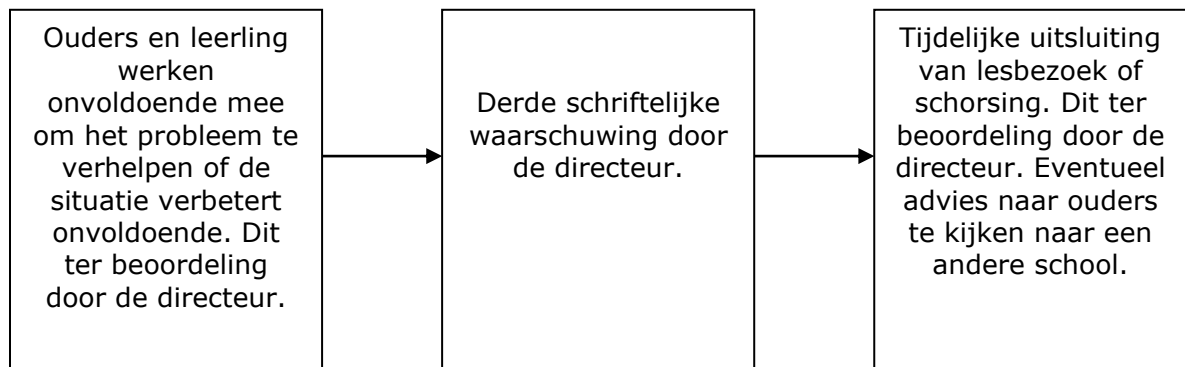 Ouders en leerling
werken
onvoldoende mee
om het probleem te
verhelpen of de
situatie verbetert
onvoldoende. Dit
ter beoordeling
door de directeur.
Derde schriftelijke
waarschuwing door
de directeur.
Tijdelijke uitsluiting
van lesbezoek of
schorsing. Dit ter
beoordeling door de
directeur. Eventueel
advies naar ouders
te kijken naar een
andere school.